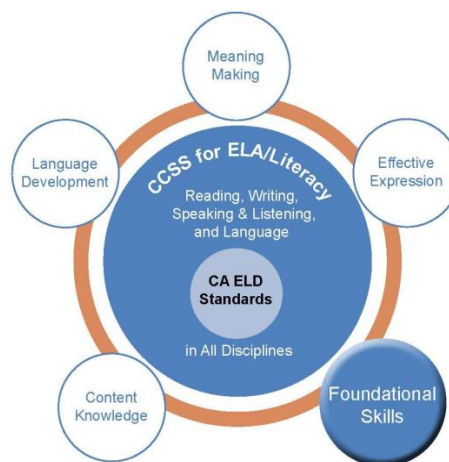 Meaning
Making
Language
Development
Effective
Expression
CCSS for ELA/Literacy
Reading, Writing,
Speaking & Listening,
and Language
CA ELD
Standards
in All Disciplines
Content
Knowledge
Foundational
Skills